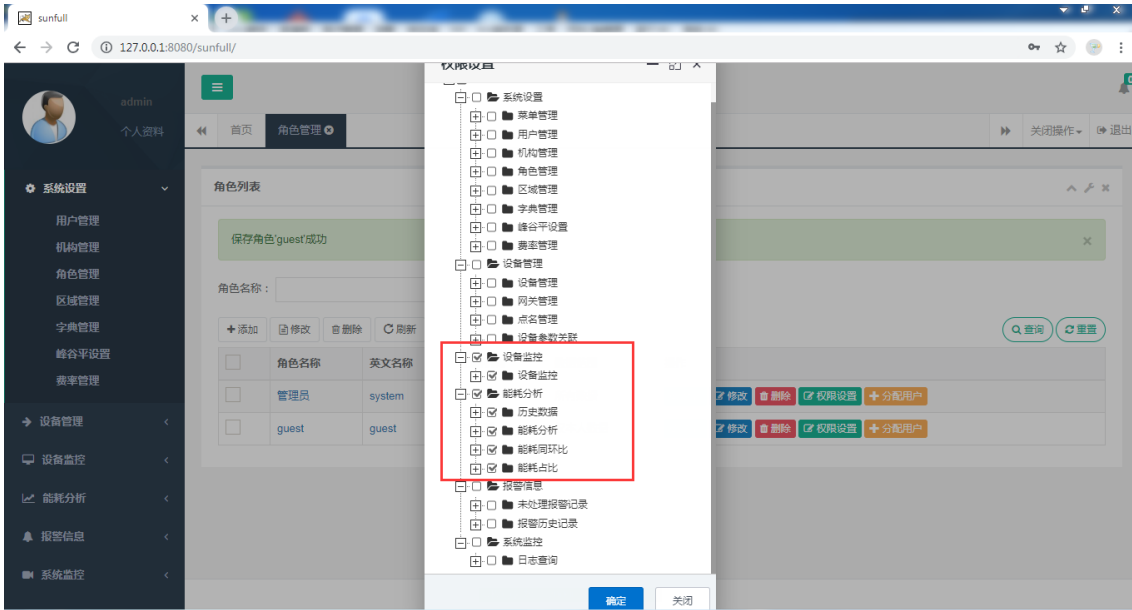 sunfull
127.0.0.1:8080/sunfull/
admin
个人资料
系统设置
用户管理
机构管理
角色管理
区域管理
字典管理
峰谷平设置
费率管理
设备管理
设备监控
能耗分析
报警信息
系统监控
首页
角色管理
关闭操作
退出
角色列表
保存角色'guest'成功
角色名称：
添加 修改 删除 刷新
查询 重置
角色名称 英文名称
管理员 system 修改 删除 权限设置 分配用户
guest guest 修改 删除 权限设置 分配用户
权限设置
系统设置
菜单管理
用户管理
机构管理
角色管理
区域管理
字典管理
峰谷平设置
费率管理
设备管理
设备管理
网关管理
点名管理
设备参数关联
设备监控
设备监控
能耗分析
历史数据
能耗分析
能耗同环比
能耗占比
报警信息
未处理报警记录
报警历史记录
系统监控
日志查询
确定 关闭